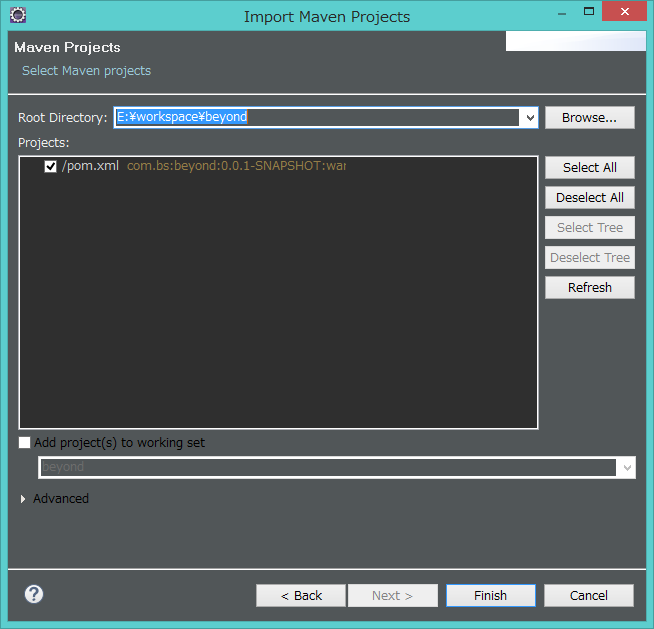 Import Maven Projects
Maven Projects
Select Maven projects
Root Directory: E:¥workspace¥beyond Browse...
Projects:
/pom.xml com.bs:beyond:0.0.1-SNAPSHOT:war
Select All
Deselect All
Select Tree
Deselect Tree
Refresh
Add project(s) to working set
beyond
Advanced
? < Back Next > Finish Cancel